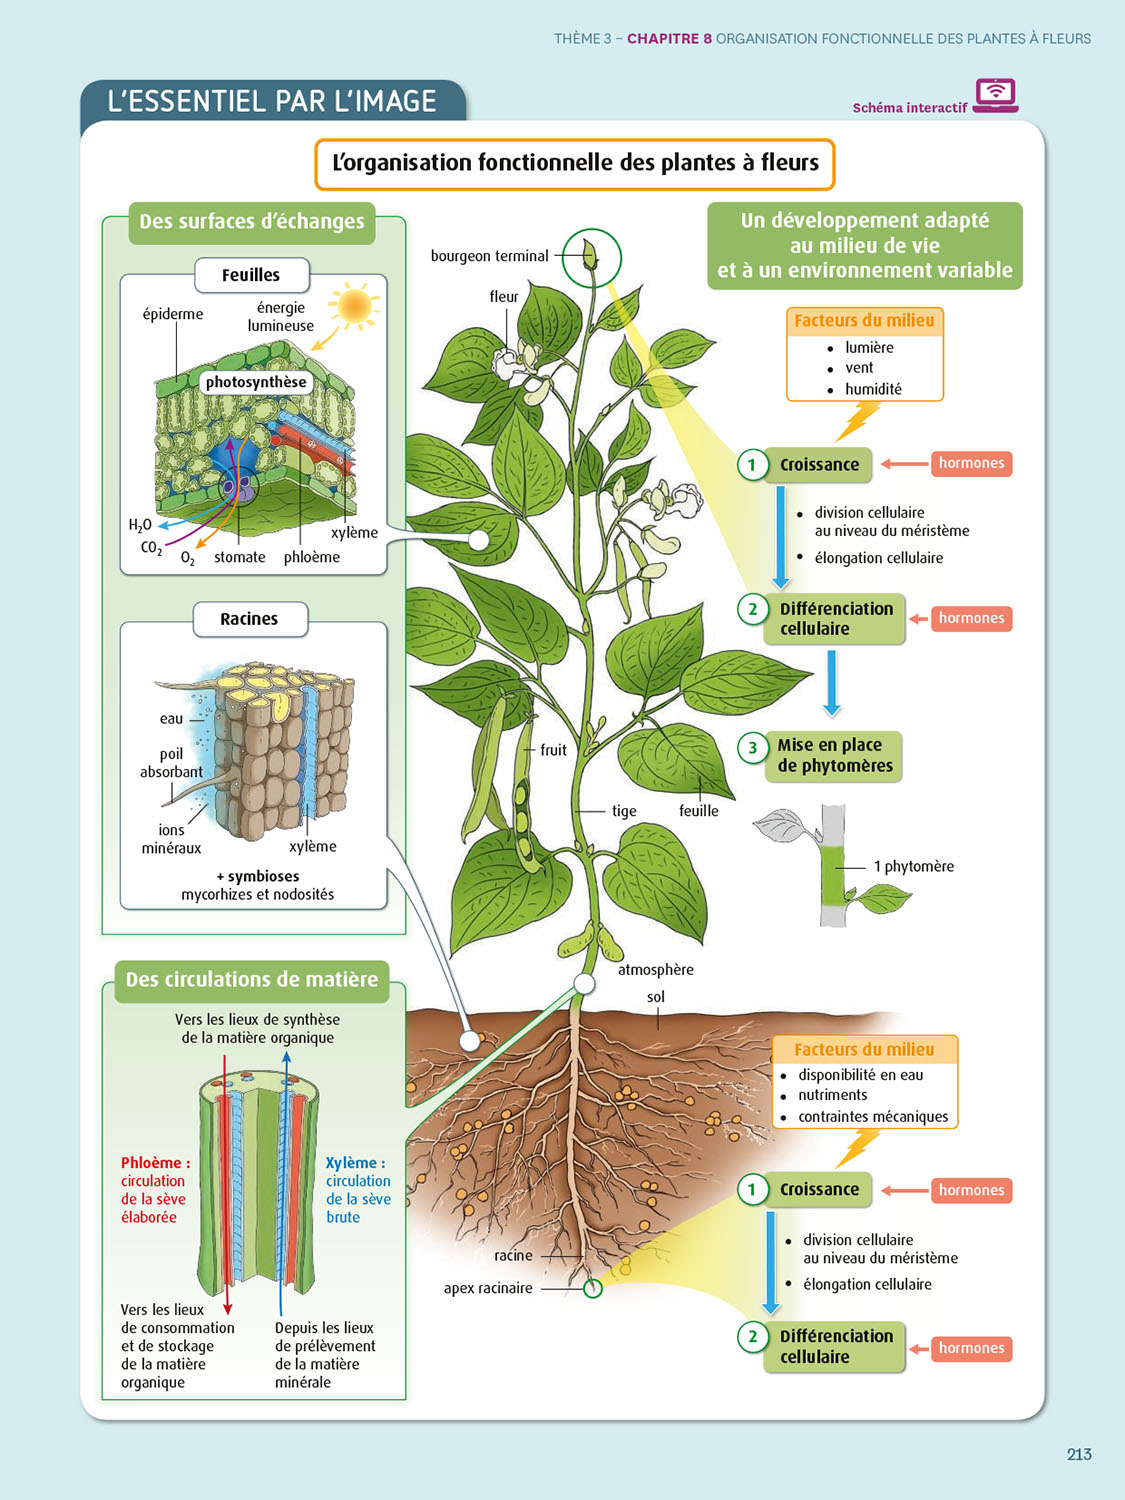 THÈME 3 – CHAPITRE 8 ORGANISATION FONCTIONNELLE DES PLANTES À FLEURS
L'ESSENTIEL PAR L'IMAGE
Schéma interactif
L'organisation fonctionnelle des plantes à fleurs
Des surfaces d'échanges
Feuilles
épiderme
énergie
lumineuse
photosynthèse
H2O
CO2
O2
stomate
phloème
xylème
Racines
eau
poil
absorbant
ions
minéraux
xylème
+ symbioses
mycorhizes et nodosités
Des circulations de matière
Vers les lieux de synthèse
de la matière organique
Phloème :
circulation
de la sève
élaborée
Xylème :
circulation
de la sève
brute
Vers les lieux
de consommation
et de stockage
de la matière
organique
Depuis les lieux
de prélèvement
de la matière
minérale
bourgeon terminal
fleur
fruit
tige
feuille
atmosphère
sol
racine
apex racinaire
Un développement adapté
au milieu de vie
et à un environnement variable
Facteurs du milieu
• lumière
• vent
• humidité
1 Croissance
hormones
• division cellulaire
au niveau du méristème
• élongation cellulaire
2 Différenciation
cellulaire
hormones
3 Mise en place
de phytomères
1 phytomère
Facteurs du milieu
• disponibilité en eau
• nutriments
• contraintes mécaniques
1 Croissance
hormones
• division cellulaire
au niveau du méristème
• élongation cellulaire
2 Différenciation
cellulaire
hormones
213